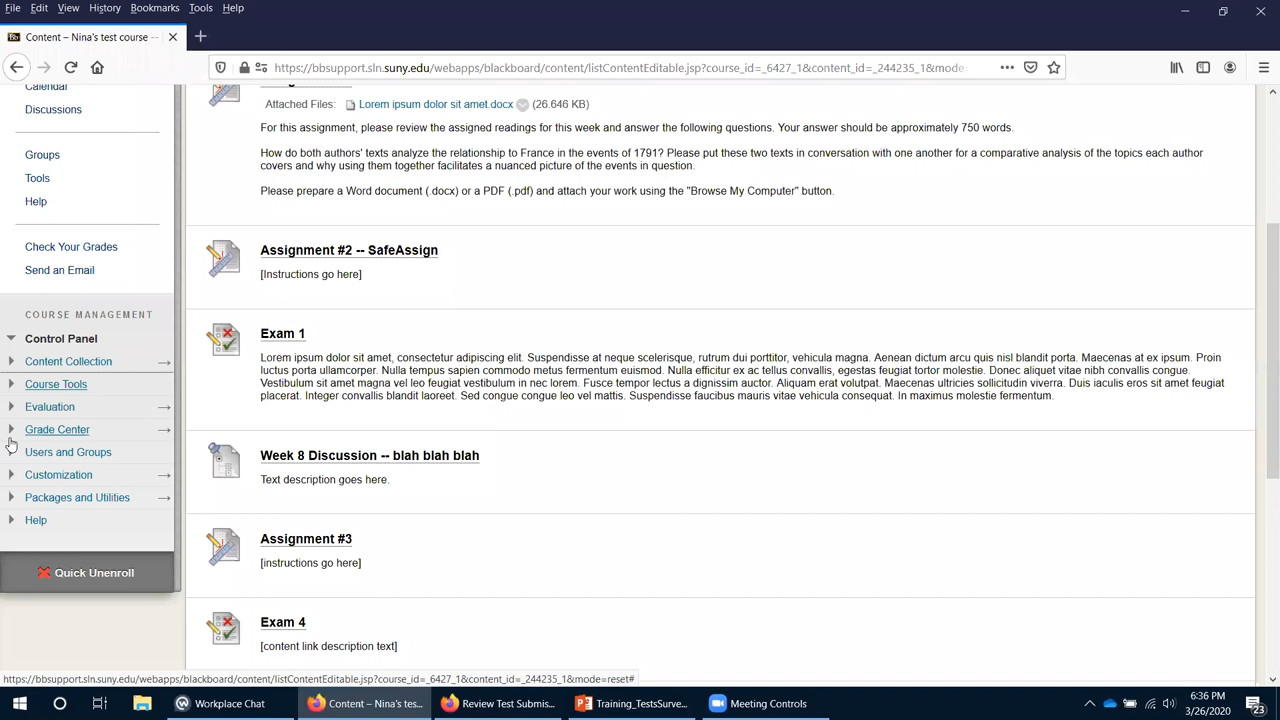 File Edit View History Bookmarks Tools Help
Content – Nina's test course --
https://bbsupport.sln.suny.edu/webapps/blackboard/content/listContentEditable.jsp?course_id=_6427_1&content_id=_244235_1&mode=
Calendar
Discussions
Groups
Tools
Help
Check Your Grades
Send an Email
COURSE MANAGEMENT
Control Panel
Content Collection
Course Tools
Evaluation
Grade Center
Users and Groups
Customization
Packages and Utilities
Help
Quick Unenroll
Attached Files: Lorem ipsum dolor sit amet.docx (26.646 KB)
For this assignment, please review the assigned readings for this week and answer the following questions. Your answer should be approximately 750 words.
How do both authors' texts analyze the relationship to France in the events of 1791? Please put these two texts in conversation with one another for a comparative analysis of the topics each author
covers and why using them together facilitates a nuanced picture of the events in question.
Please prepare a Word document (.docx) or a PDF (.pdf) and attach your work using the "Browse My Computer" button.
Assignment #2 -- SafeAssign
[Instructions go here]
Exam 1
Lorem ipsum dolor sit amet, consectetur adipiscing elit. Suspendisse at neque scelerisque, rutrum dui porttitor, vehicula magna. Aenean dictum arcu quis nisl blandit porta. Maecenas at ex ipsum. Proin
luctus porta ullamcorper. Nulla tempus sapien commodo metus fermentum euismod. Nulla efficitur ex ac tellus convallis, egestas feugiat tortor molestie. Donec aliquet vitae nibh convallis congue.
Vestibulum sit amet magna vel leo feugiat vestibulum in nec lorem. Fusce tempor lectus a dignissim auctor. Aliquam erat volutpat. Maecenas ultricies sollicitudin viverra. Duis iaculis eros sit amet feugiat
placerat. Integer convallis blandit laoreet. Sed congue congue leo vel mattis. Suspendisse faucibus mauris vitae vehicula consequat. In maximus molestie fermentum.
Week 8 Discussion -- blah blah blah
Text description goes here.
Assignment #3
[instructions go here]
Exam 4
[content link description text]
https://bbsupport.sln.suny.edu/webapps/blackboard/content/listContentEditable.jsp?course_id=_6427_1&content_id=_244235_1&mode=reset#
Workplace Chat
Content – Nina's tes...
Review Test Submis...
Training_TestsSurve...
Meeting Controls
6:36 PM
3/26/2020
23